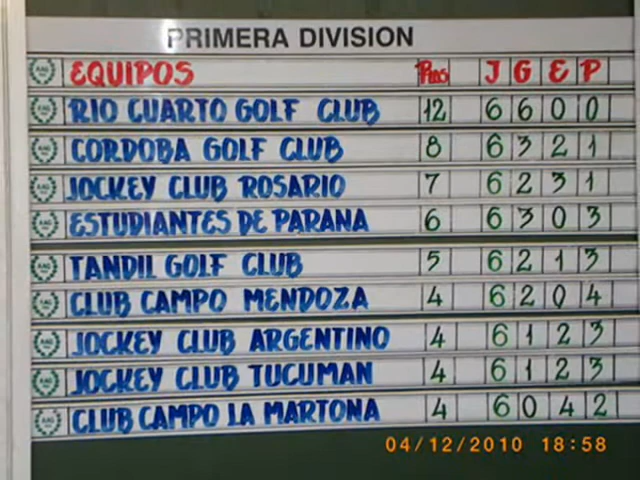 PRIMERA DIVISION
EQUIPOS Pts J G E P
RIO CUARTO GOLF CLUB 12 6 6 0 0
CORDOBA GOLF CLUB 8 6 3 2 1
JOCKEY CLUB ROSARIO 7 6 2 3 1
ESTUDIANTES DE PARANA 6 6 3 0 3
TANDIL GOLF CLUB 5 6 2 1 3
CLUB CAMPO MENDOZA 4 6 2 0 4
JOCKEY CLUB ARGENTINO 4 6 1 2 3
JOCKEY CLUB TUCUMAN 4 6 1 2 3
CLUB CAMPO LA MARTONA 4 6 0 4 2
04/12/2010 18:58